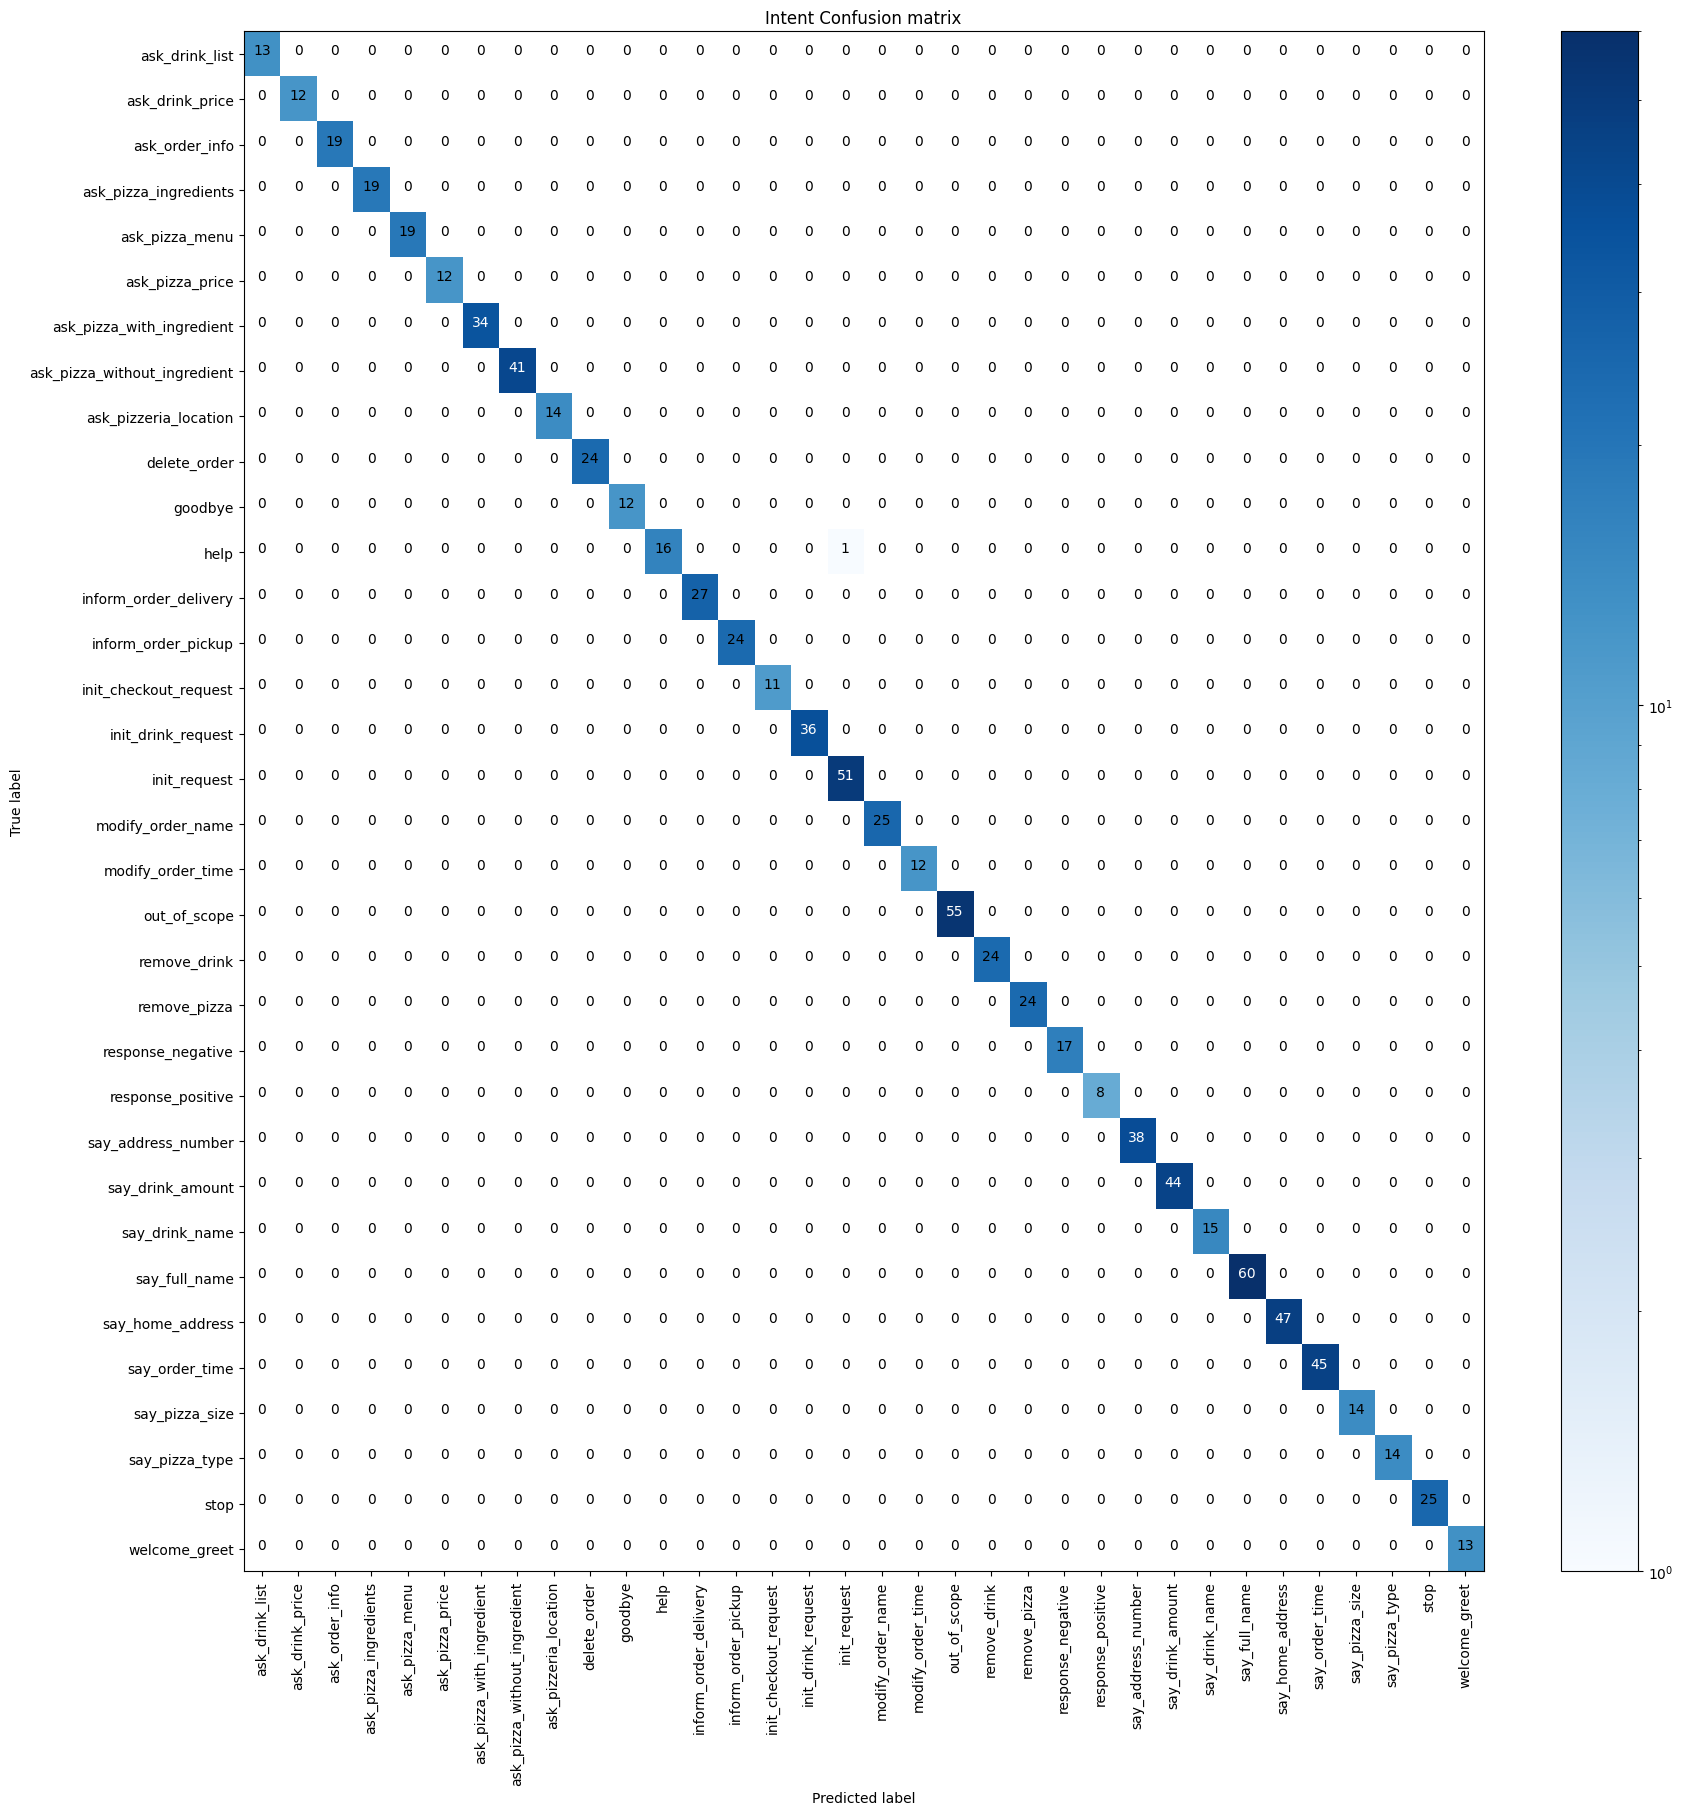 Intent Confusion matrix
ask_drink_list 13 0 0 0 0 0 0 0 0 0 0 0 0 0 0 0 0 0 0 0 0 0 0 0 0 0 0 0 0 0 0 0 0 0
ask_drink_price 0 12 0 0 0 0 0 0 0 0 0 0 0 0 0 0 0 0 0 0 0 0 0 0 0 0 0 0 0 0 0 0 0 0
ask_order_info 0 0 19 0 0 0 0 0 0 0 0 0 0 0 0 0 0 0 0 0 0 0 0 0 0 0 0 0 0 0 0 0 0 0
ask_pizza_ingredients 0 0 0 19 0 0 0 0 0 0 0 0 0 0 0 0 0 0 0 0 0 0 0 0 0 0 0 0 0 0 0 0 0 0
ask_pizza_menu 0 0 0 0 19 0 0 0 0 0 0 0 0 0 0 0 0 0 0 0 0 0 0 0 0 0 0 0 0 0 0 0 0 0
ask_pizza_price 0 0 0 0 0 12 0 0 0 0 0 0 0 0 0 0 0 0 0 0 0 0 0 0 0 0 0 0 0 0 0 0 0 0
ask_pizza_with_ingredient 0 0 0 0 0 0 34 0 0 0 0 0 0 0 0 0 0 0 0 0 0 0 0 0 0 0 0 0 0 0 0 0 0 0
ask_pizza_without_ingredient 0 0 0 0 0 0 0 41 0 0 0 0 0 0 0 0 0 0 0 0 0 0 0 0 0 0 0 0 0 0 0 0 0 0
ask_pizzeria_location 0 0 0 0 0 0 0 0 14 0 0 0 0 0 0 0 0 0 0 0 0 0 0 0 0 0 0 0 0 0 0 0 0 0
delete_order 0 0 0 0 0 0 0 0 0 24 0 0 0 0 0 0 0 0 0 0 0 0 0 0 0 0 0 0 0 0 0 0 0 0
goodbye 0 0 0 0 0 0 0 0 0 0 12 0 0 0 0 0 0 0 0 0 0 0 0 0 0 0 0 0 0 0 0 0 0 0
help 0 0 0 0 0 0 0 0 0 0 0 16 0 0 0 0 1 0 0 0 0 0 0 0 0 0 0 0 0 0 0 0 0 0
inform_order_delivery 0 0 0 0 0 0 0 0 0 0 0 0 27 0 0 0 0 0 0 0 0 0 0 0 0 0 0 0 0 0 0 0 0 0
inform_order_pickup 0 0 0 0 0 0 0 0 0 0 0 0 0 24 0 0 0 0 0 0 0 0 0 0 0 0 0 0 0 0 0 0 0 0
init_checkout_request 0 0 0 0 0 0 0 0 0 0 0 0 0 0 11 0 0 0 0 0 0 0 0 0 0 0 0 0 0 0 0 0 0 0
init_drink_request 0 0 0 0 0 0 0 0 0 0 0 0 0 0 0 36 0 0 0 0 0 0 0 0 0 0 0 0 0 0 0 0 0 0
init_request 0 0 0 0 0 0 0 0 0 0 0 0 0 0 0 0 51 0 0 0 0 0 0 0 0 0 0 0 0 0 0 0 0 0
modify_order_name 0 0 0 0 0 0 0 0 0 0 0 0 0 0 0 0 0 25 0 0 0 0 0 0 0 0 0 0 0 0 0 0 0 0
modify_order_time 0 0 0 0 0 0 0 0 0 0 0 0 0 0 0 0 0 0 12 0 0 0 0 0 0 0 0 0 0 0 0 0 0 0
out_of_scope 0 0 0 0 0 0 0 0 0 0 0 0 0 0 0 0 0 0 0 55 0 0 0 0 0 0 0 0 0 0 0 0 0 0
remove_drink 0 0 0 0 0 0 0 0 0 0 0 0 0 0 0 0 0 0 0 0 24 0 0 0 0 0 0 0 0 0 0 0 0 0
remove_pizza 0 0 0 0 0 0 0 0 0 0 0 0 0 0 0 0 0 0 0 0 0 24 0 0 0 0 0 0 0 0 0 0 0 0
response_negative 0 0 0 0 0 0 0 0 0 0 0 0 0 0 0 0 0 0 0 0 0 0 17 0 0 0 0 0 0 0 0 0 0 0
response_positive 0 0 0 0 0 0 0 0 0 0 0 0 0 0 0 0 0 0 0 0 0 0 0 8 0 0 0 0 0 0 0 0 0 0
say_address_number 0 0 0 0 0 0 0 0 0 0 0 0 0 0 0 0 0 0 0 0 0 0 0 0 38 0 0 0 0 0 0 0 0 0
say_drink_amount 0 0 0 0 0 0 0 0 0 0 0 0 0 0 0 0 0 0 0 0 0 0 0 0 0 44 0 0 0 0 0 0 0 0
say_drink_name 0 0 0 0 0 0 0 0 0 0 0 0 0 0 0 0 0 0 0 0 0 0 0 0 0 0 15 0 0 0 0 0 0 0
say_full_name 0 0 0 0 0 0 0 0 0 0 0 0 0 0 0 0 0 0 0 0 0 0 0 0 0 0 0 60 0 0 0 0 0 0
say_home_address 0 0 0 0 0 0 0 0 0 0 0 0 0 0 0 0 0 0 0 0 0 0 0 0 0 0 0 0 47 0 0 0 0 0
say_order_time 0 0 0 0 0 0 0 0 0 0 0 0 0 0 0 0 0 0 0 0 0 0 0 0 0 0 0 0 0 45 0 0 0 0
say_pizza_size 0 0 0 0 0 0 0 0 0 0 0 0 0 0 0 0 0 0 0 0 0 0 0 0 0 0 0 0 0 0 14 0 0 0
say_pizza_type 0 0 0 0 0 0 0 0 0 0 0 0 0 0 0 0 0 0 0 0 0 0 0 0 0 0 0 0 0 0 0 14 0 0
stop 0 0 0 0 0 0 0 0 0 0 0 0 0 0 0 0 0 0 0 0 0 0 0 0 0 0 0 0 0 0 0 0 25 0
welcome_greet 0 0 0 0 0 0 0 0 0 0 0 0 0 0 0 0 0 0 0 0 0 0 0 0 0 0 0 0 0 0 0 0 0 13
True label
ask_drink_list
ask_drink_price
ask_order_info
ask_pizza_ingredients
ask_pizza_menu
ask_pizza_price
ask_pizza_with_ingredient
ask_pizza_without_ingredient
ask_pizzeria_location
delete_order
goodbye
help
inform_order_delivery
inform_order_pickup
init_checkout_request
init_drink_request
init_request
modify_order_name
modify_order_time
out_of_scope
remove_drink
remove_pizza
response_negative
response_positive
say_address_number
say_drink_amount
say_drink_name
say_full_name
say_home_address
say_order_time
say_pizza_size
say_pizza_type
stop
welcome_greet
Predicted label
10¹
10⁰